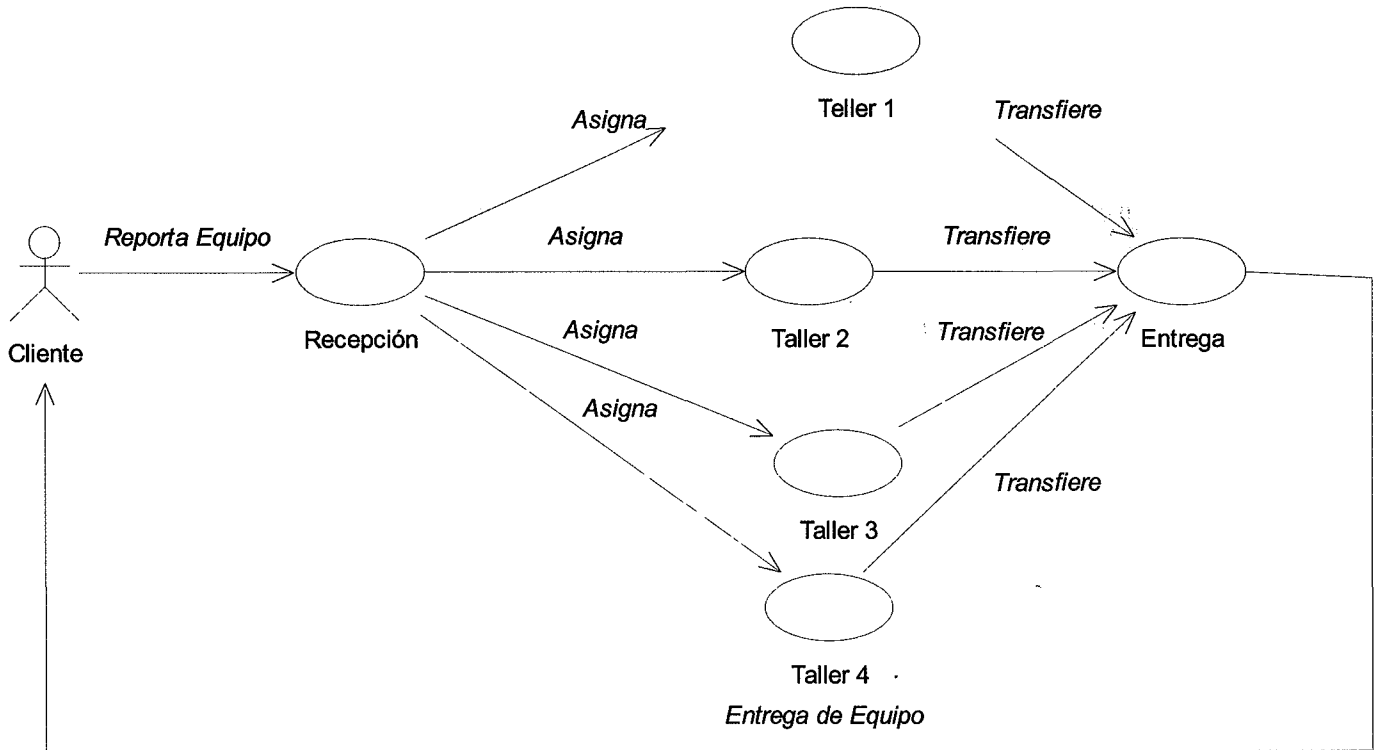 Teller 1
Asigna
Transfiere
Reporta Equipo
Asigna
Transfiere
Cliente
Recepción
Asigna
Taller 2
Transfiere
Entrega
Asigna
Taller 3
Transfiere
Taller 4
Entrega de Equipo